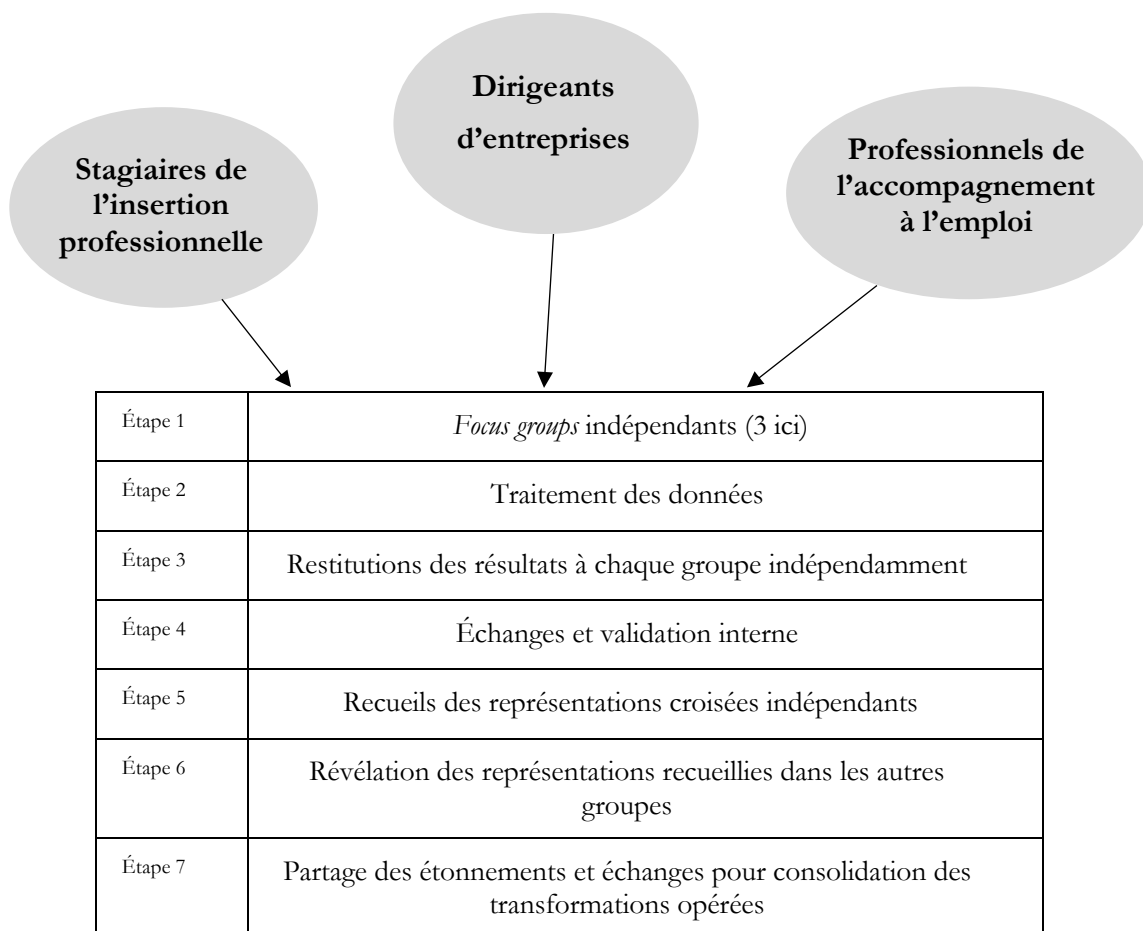 Dirigeants
d’entreprises
Stagiaires de
l’insertion
professionnelle
Professionnels de
l’accompagnement
à l’emploi
Étape 1
Focus groups indépendants (3 ici)
Étape 2
Traitement des données
Étape 3
Restitutions des résultats à chaque groupe indépendamment
Étape 4
Échanges et validation interne
Étape 5
Recueils des représentations croisées indépendants
Étape 6
Révélation des représentations recueillies dans les autres
groupes
Étape 7
Partage des étonnements et échanges pour consolidation des
transformations opérées